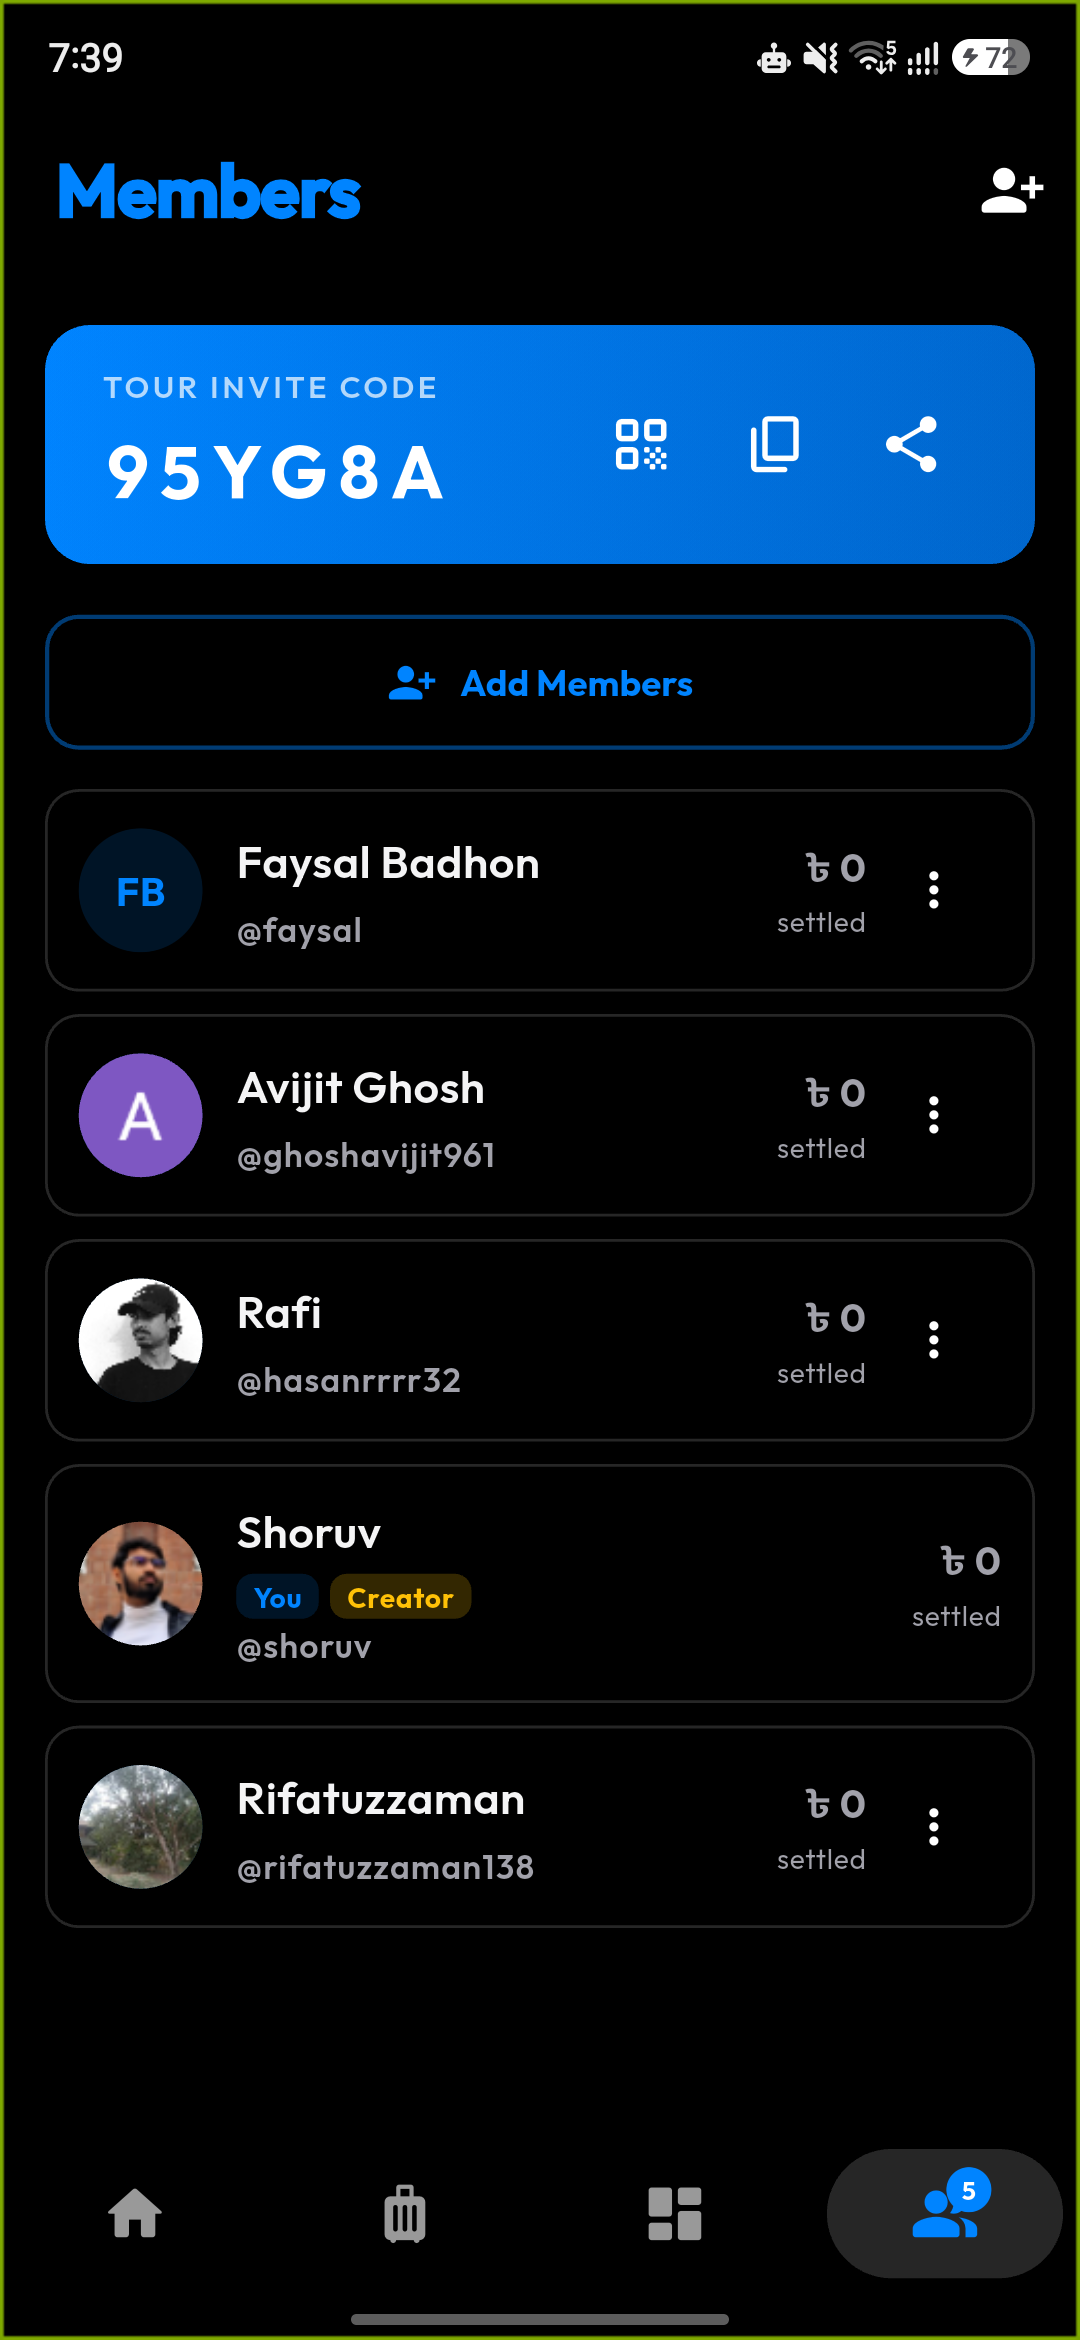 7:39
5
72
Members
TOUR INVITE CODE
95YG8A
Add Members
FB
Faysal Badhon
@faysal
৳ 0
settled
A
Avijit Ghosh
@ghoshavijit961
৳ 0
settled
Rafi
@hasanrrrr32
৳ 0
settled
Shoruv
You Creator
@shoruv
৳ 0
settled
Rifatuzzaman
@rifatuzzaman138
৳ 0
settled
5